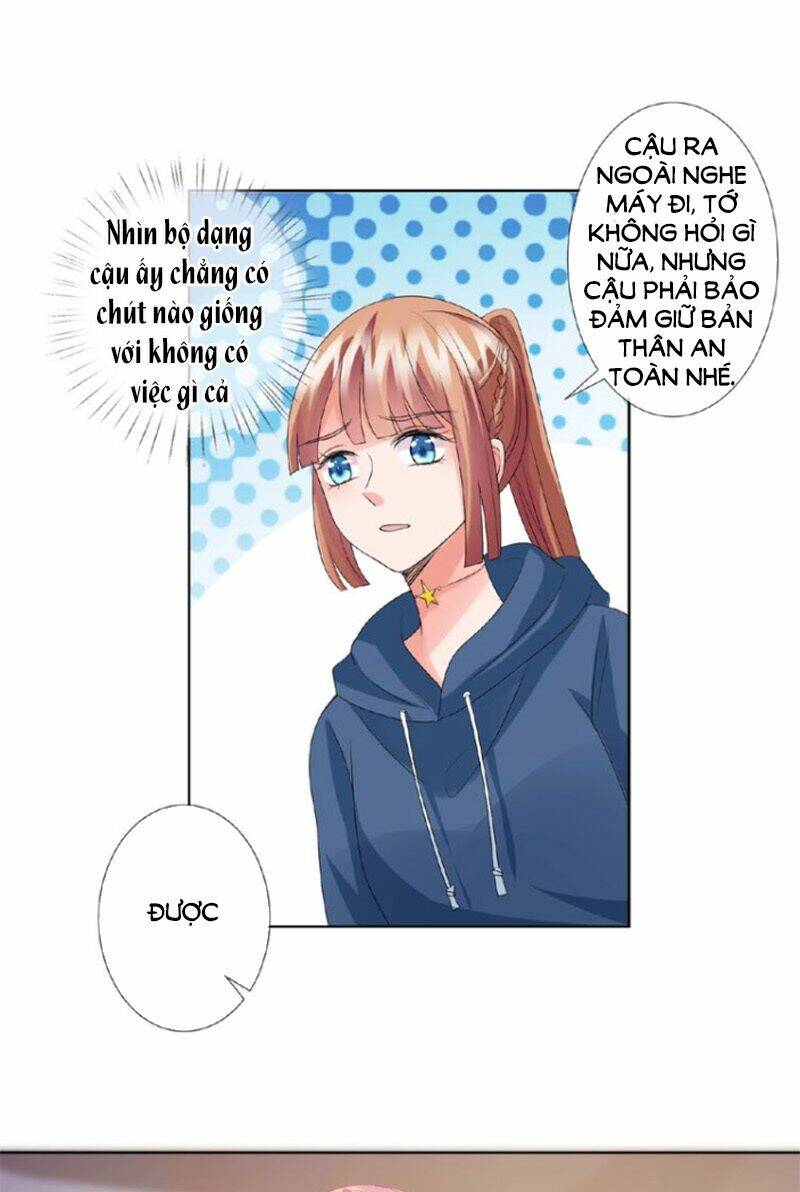 Nhìn bộ dạng
cậu ấy chẳng có
chút nào giống
với không có
việc gì cả
CẬU RA
NGOÀI NGHE
MÁY ĐI, TỚ
KHÔNG HỎI GÌ
NỮA, NHƯNG
CẬU PHẢI BẢO
ĐẢM GIỮ BẢN
THÂN AN
TOÀN NHÉ.
ĐƯỢC